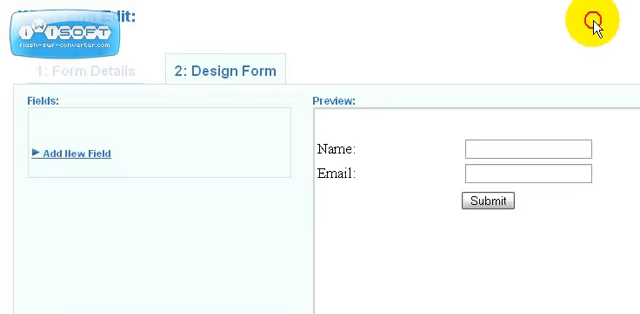 Edit:
iWiSOFT
flash-swf-converter.com
1: Form Details
2: Design Form
Fields:
Preview:
Add New Field
Name:
Email:
Submit